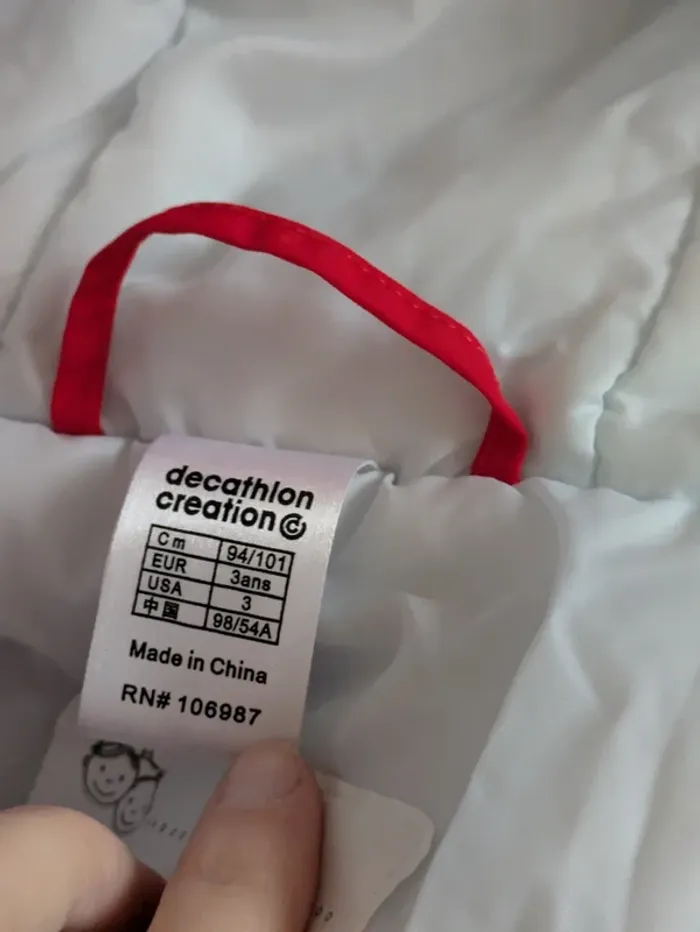 decathlon
creation
Cm 94/101
EUR 3ans
USA 3
中国 98/54A
Made in China
RN# 106987